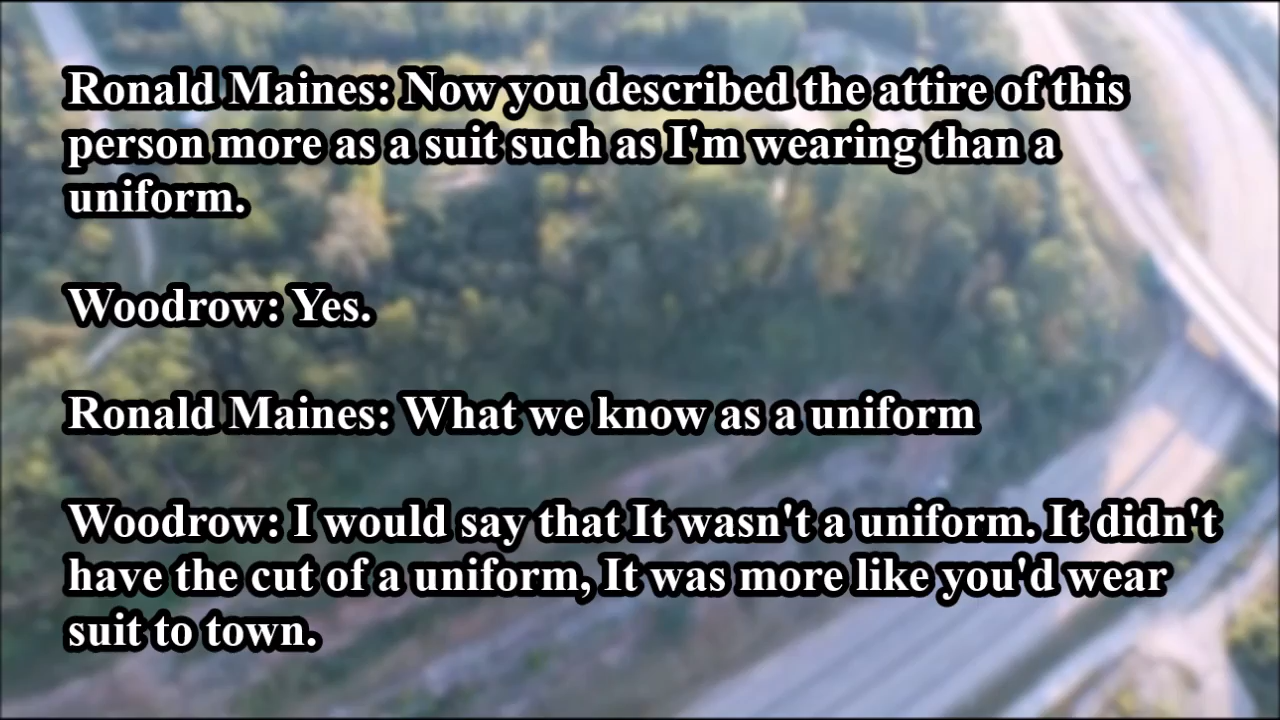 Ronald Maines: Now you described the attire of this
person more as a suit such as I'm wearing than a
uniform.
Woodrow: Yes.
Ronald Maines: What we know as a uniform
Woodrow: I would say that It wasn't a uniform. It didn't
have the cut of a uniform, It was more like you'd wear
suit to town.